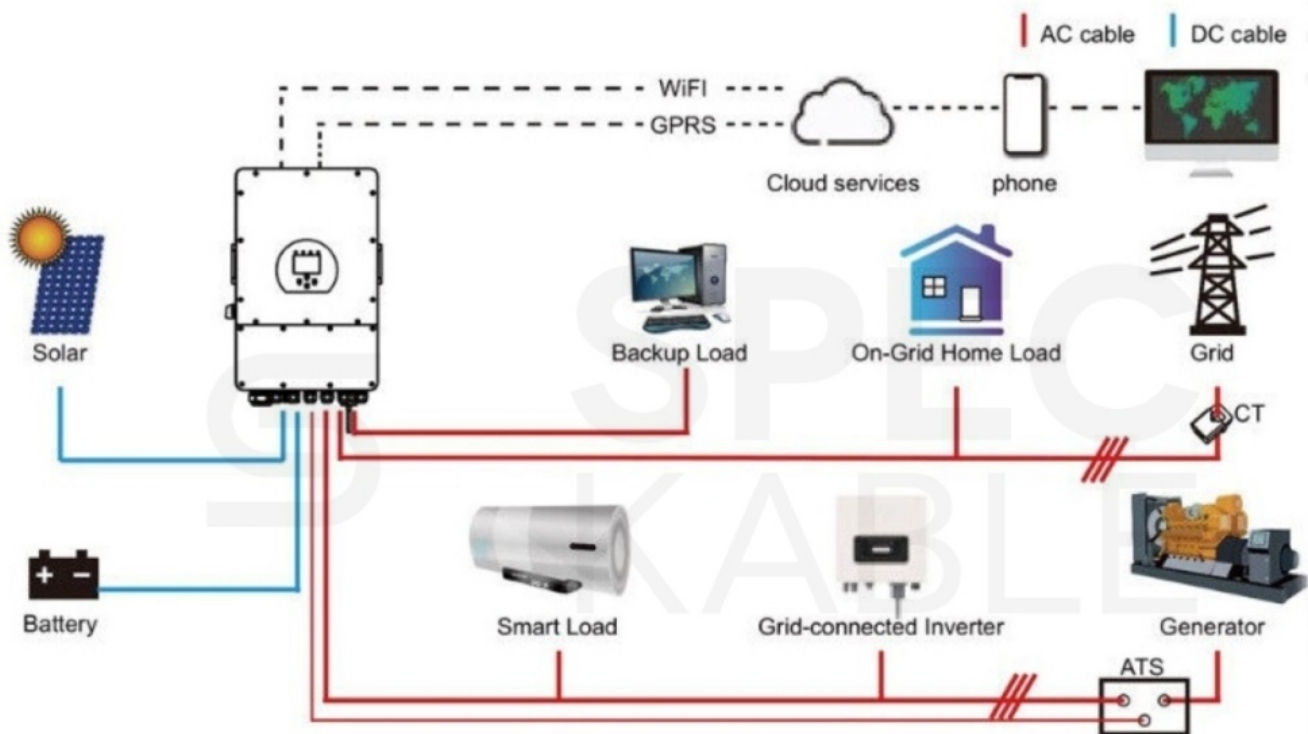 AC cable
DC cable
WiFI
GPRS
Cloud services
phone
Solar
Backup Load
On-Grid Home Load
Grid
CT
SPEC
KABLE
Battery
Smart Load
Grid-connected Inverter
Generator
ATS